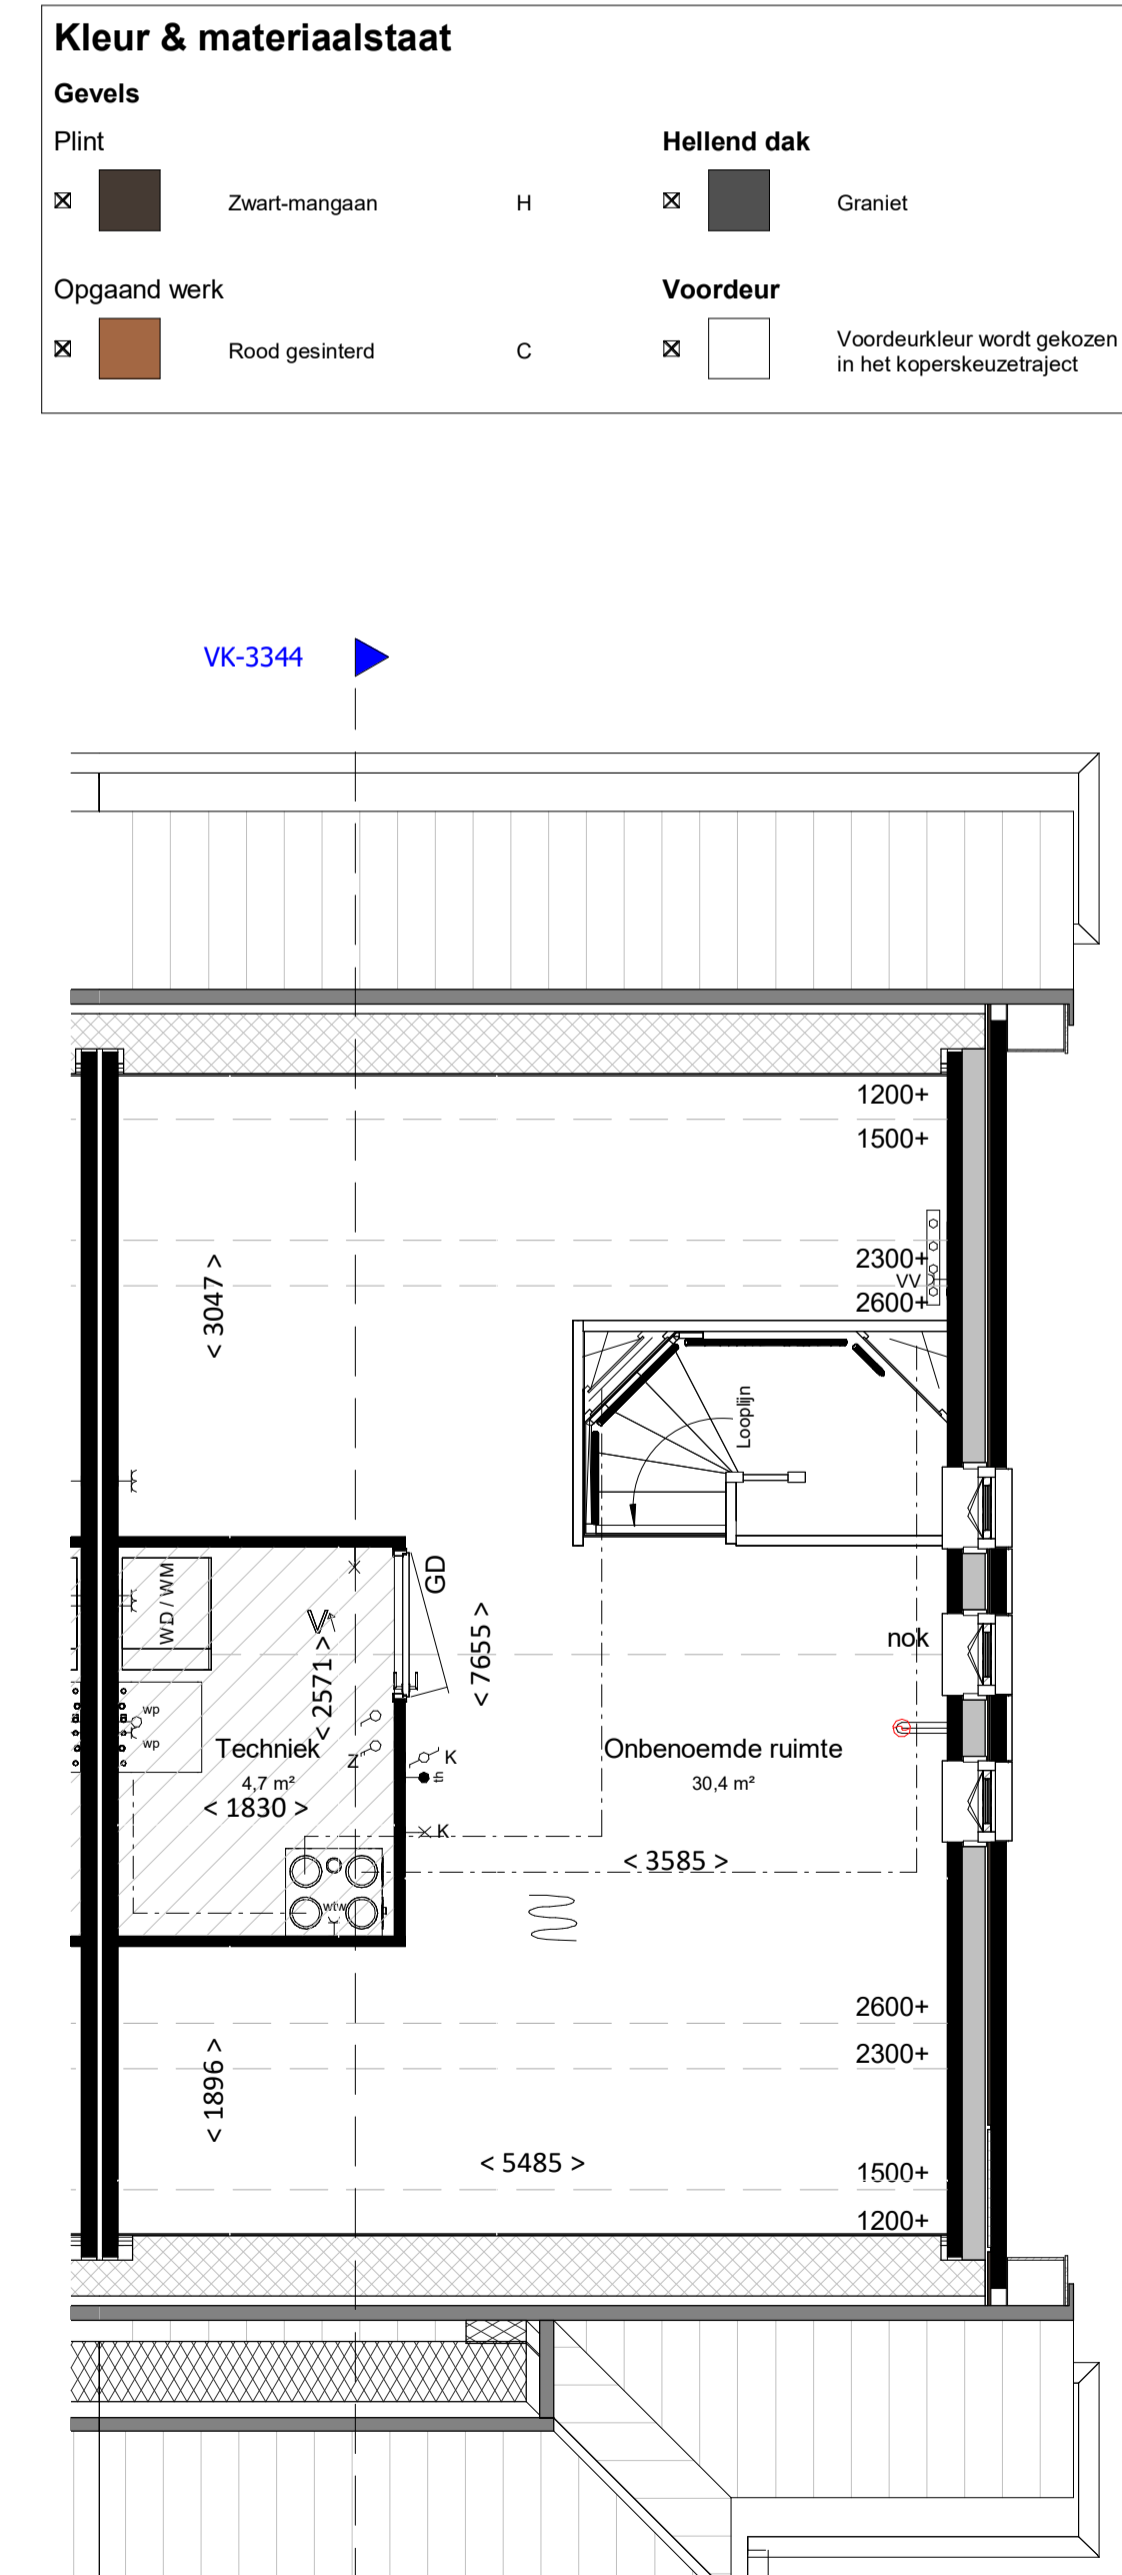 Kleur & materiaalstaat
Gevels
Plint
Hellend dak
Zwart-mangaan
H
Graniet
Opgaand werk
Voordeur
Rood gesinterd
C
Voordeurkleur wordt gekozen
in het koperskeuzetraject
VK-3344
1200+
1500+
2300+
VV
2600+
< 3047 >
Looplijn
GD
WD / WM
< 7655 >
nok
< 2571 >
wp
wp
Techniek
4,7 m²
< 1830 >
Z
K
th
K
Onbenoemde ruimte
30,4 m²
< 3585 >
wtw
2600+
2300+
< 1896 >
< 5485 >
1500+
1200+